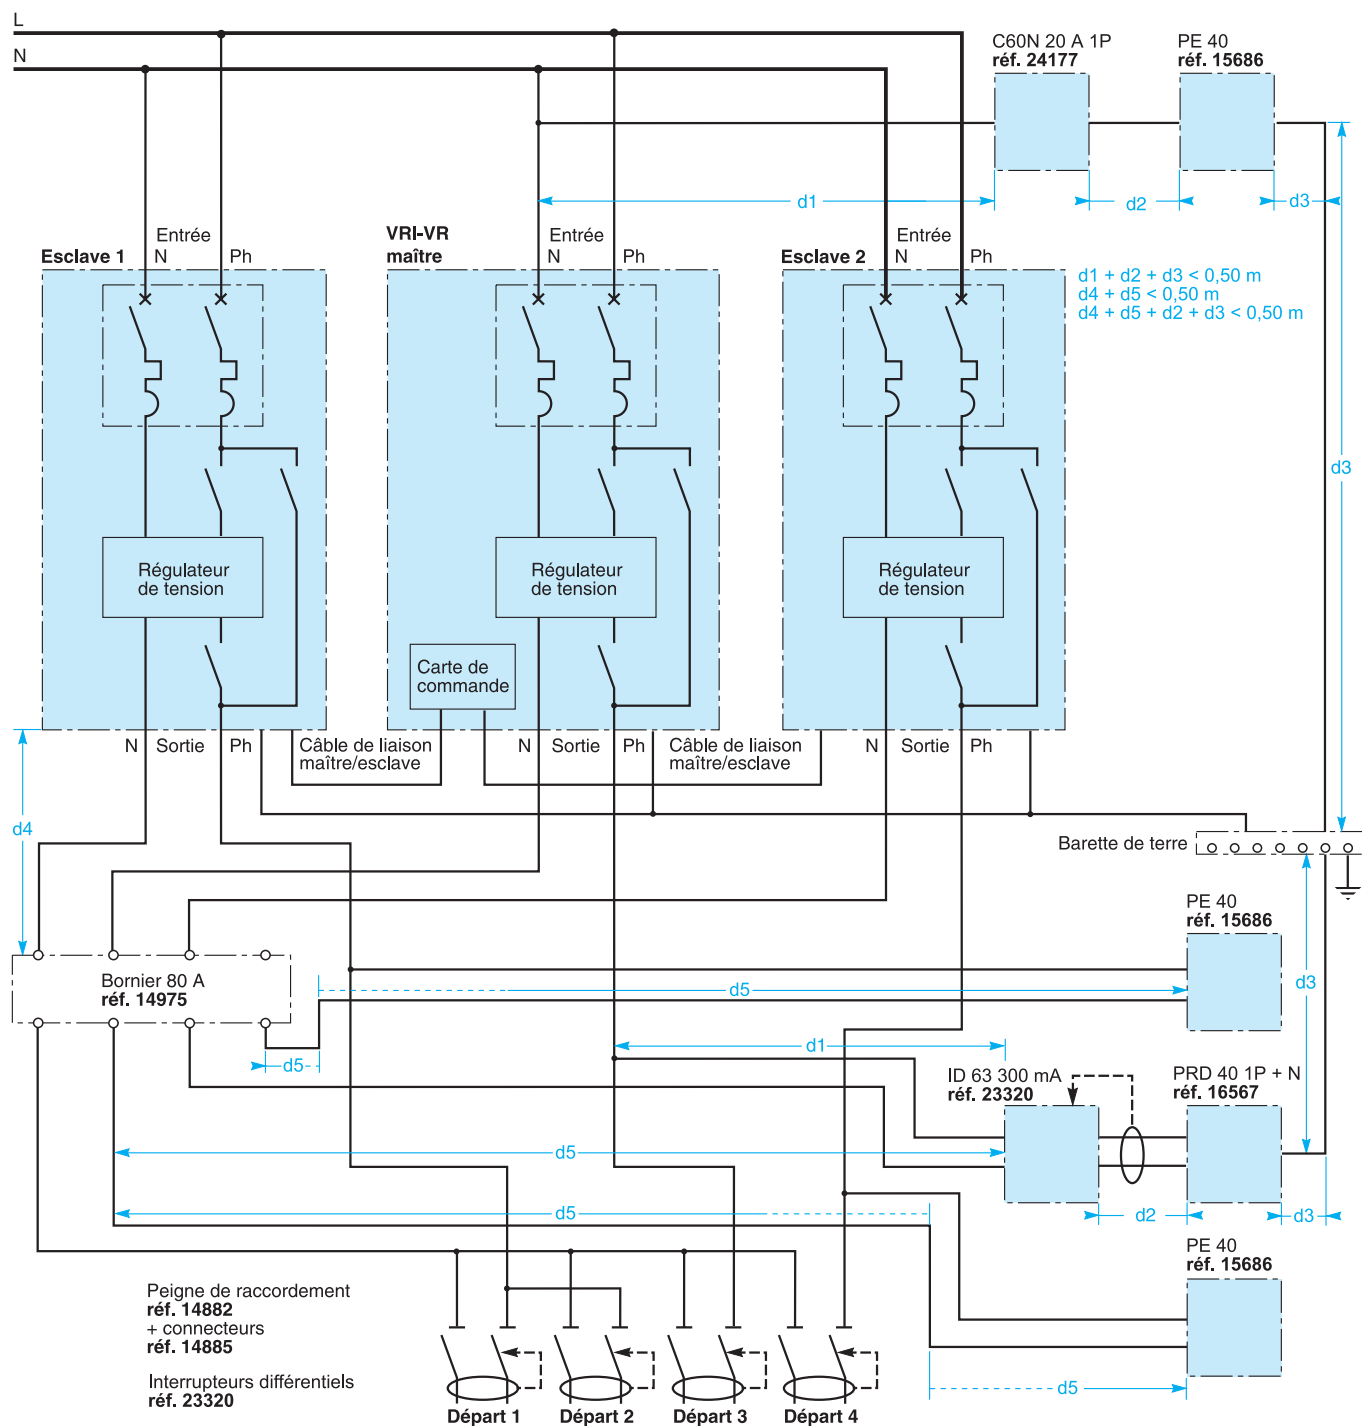 L
N
C60N 20 A 1P
réf. 24177
PE 40
réf. 15686
d1
d2
d3
Esclave 1
Entrée
N
Ph
VRI-VR
maître
Entrée
N
Ph
Esclave 2
Entrée
N
Ph
d1 + d2 + d3 < 0,50 m
d4 + d5 < 0,50 m
d4 + d5 + d2 + d3 < 0,50 m
d3
Régulateur
de tension
Régulateur
de tension
Régulateur
de tension
Carte de
commande
N Sortie Ph
Câble de liaison
maître/esclave
N Sortie Ph
Câble de liaison
maître/esclave
N Sortie Ph
d4
Barette de terre
PE 40
réf. 15686
Bornier 80 A
réf. 14975
d5
d3
d5
d1
ID 63 300 mA
réf. 23320
PRD 40 1P + N
réf. 16567
d5
d5
d2
d3
PE 40
réf. 15686
Peigne de raccordement
réf. 14882
+ connecteurs
réf. 14885
Interrupteurs différentiels
réf. 23320
d5
Départ 1
Départ 2
Départ 3
Départ 4